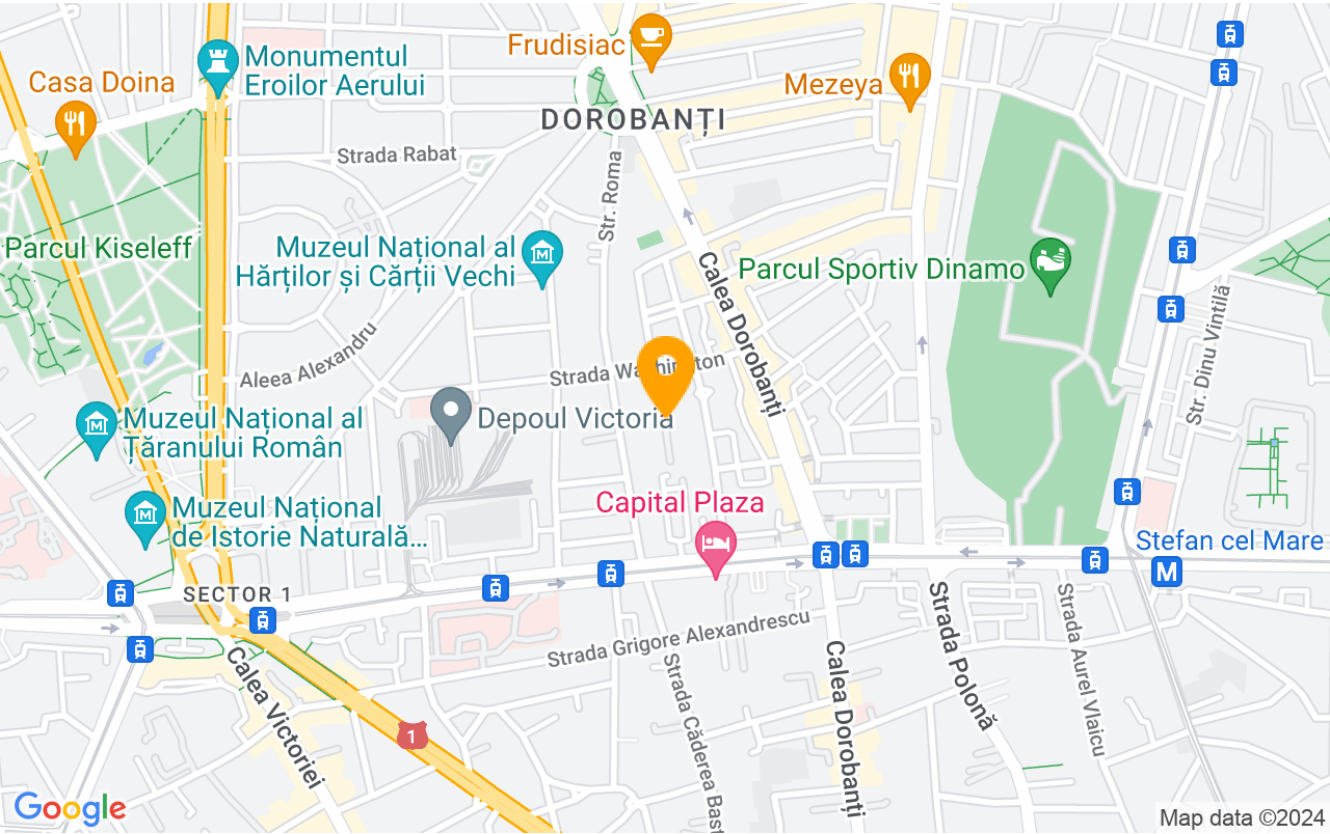 Frudisiac
Monumentul
Eroilor Aerului
Casa Doina
Mezeya
DOROBANȚI
Strada Rabat
Str. Roma
Parcul Kiseleff
Muzeul Național al
Hărților și Cărții Vechi
Calea Dorobanți
Parcul Sportiv Dinamo
Str. Dinu Vintilă
Aleea Alexandru
Strada Washington
Muzeul Național al
Țăranului Român
Depoul Victoria
Muzeul Național
de Istorie Naturală...
Capital Plaza
Stefan cel Mare
M
SECTOR 1
Strada Grigore Alexandrescu
Strada Polonă
Strada Aurel Vlaicu
Calea Victoriei
Strada Căderea Bast
Calea Dorobanți
1
Google
Map data ©2024